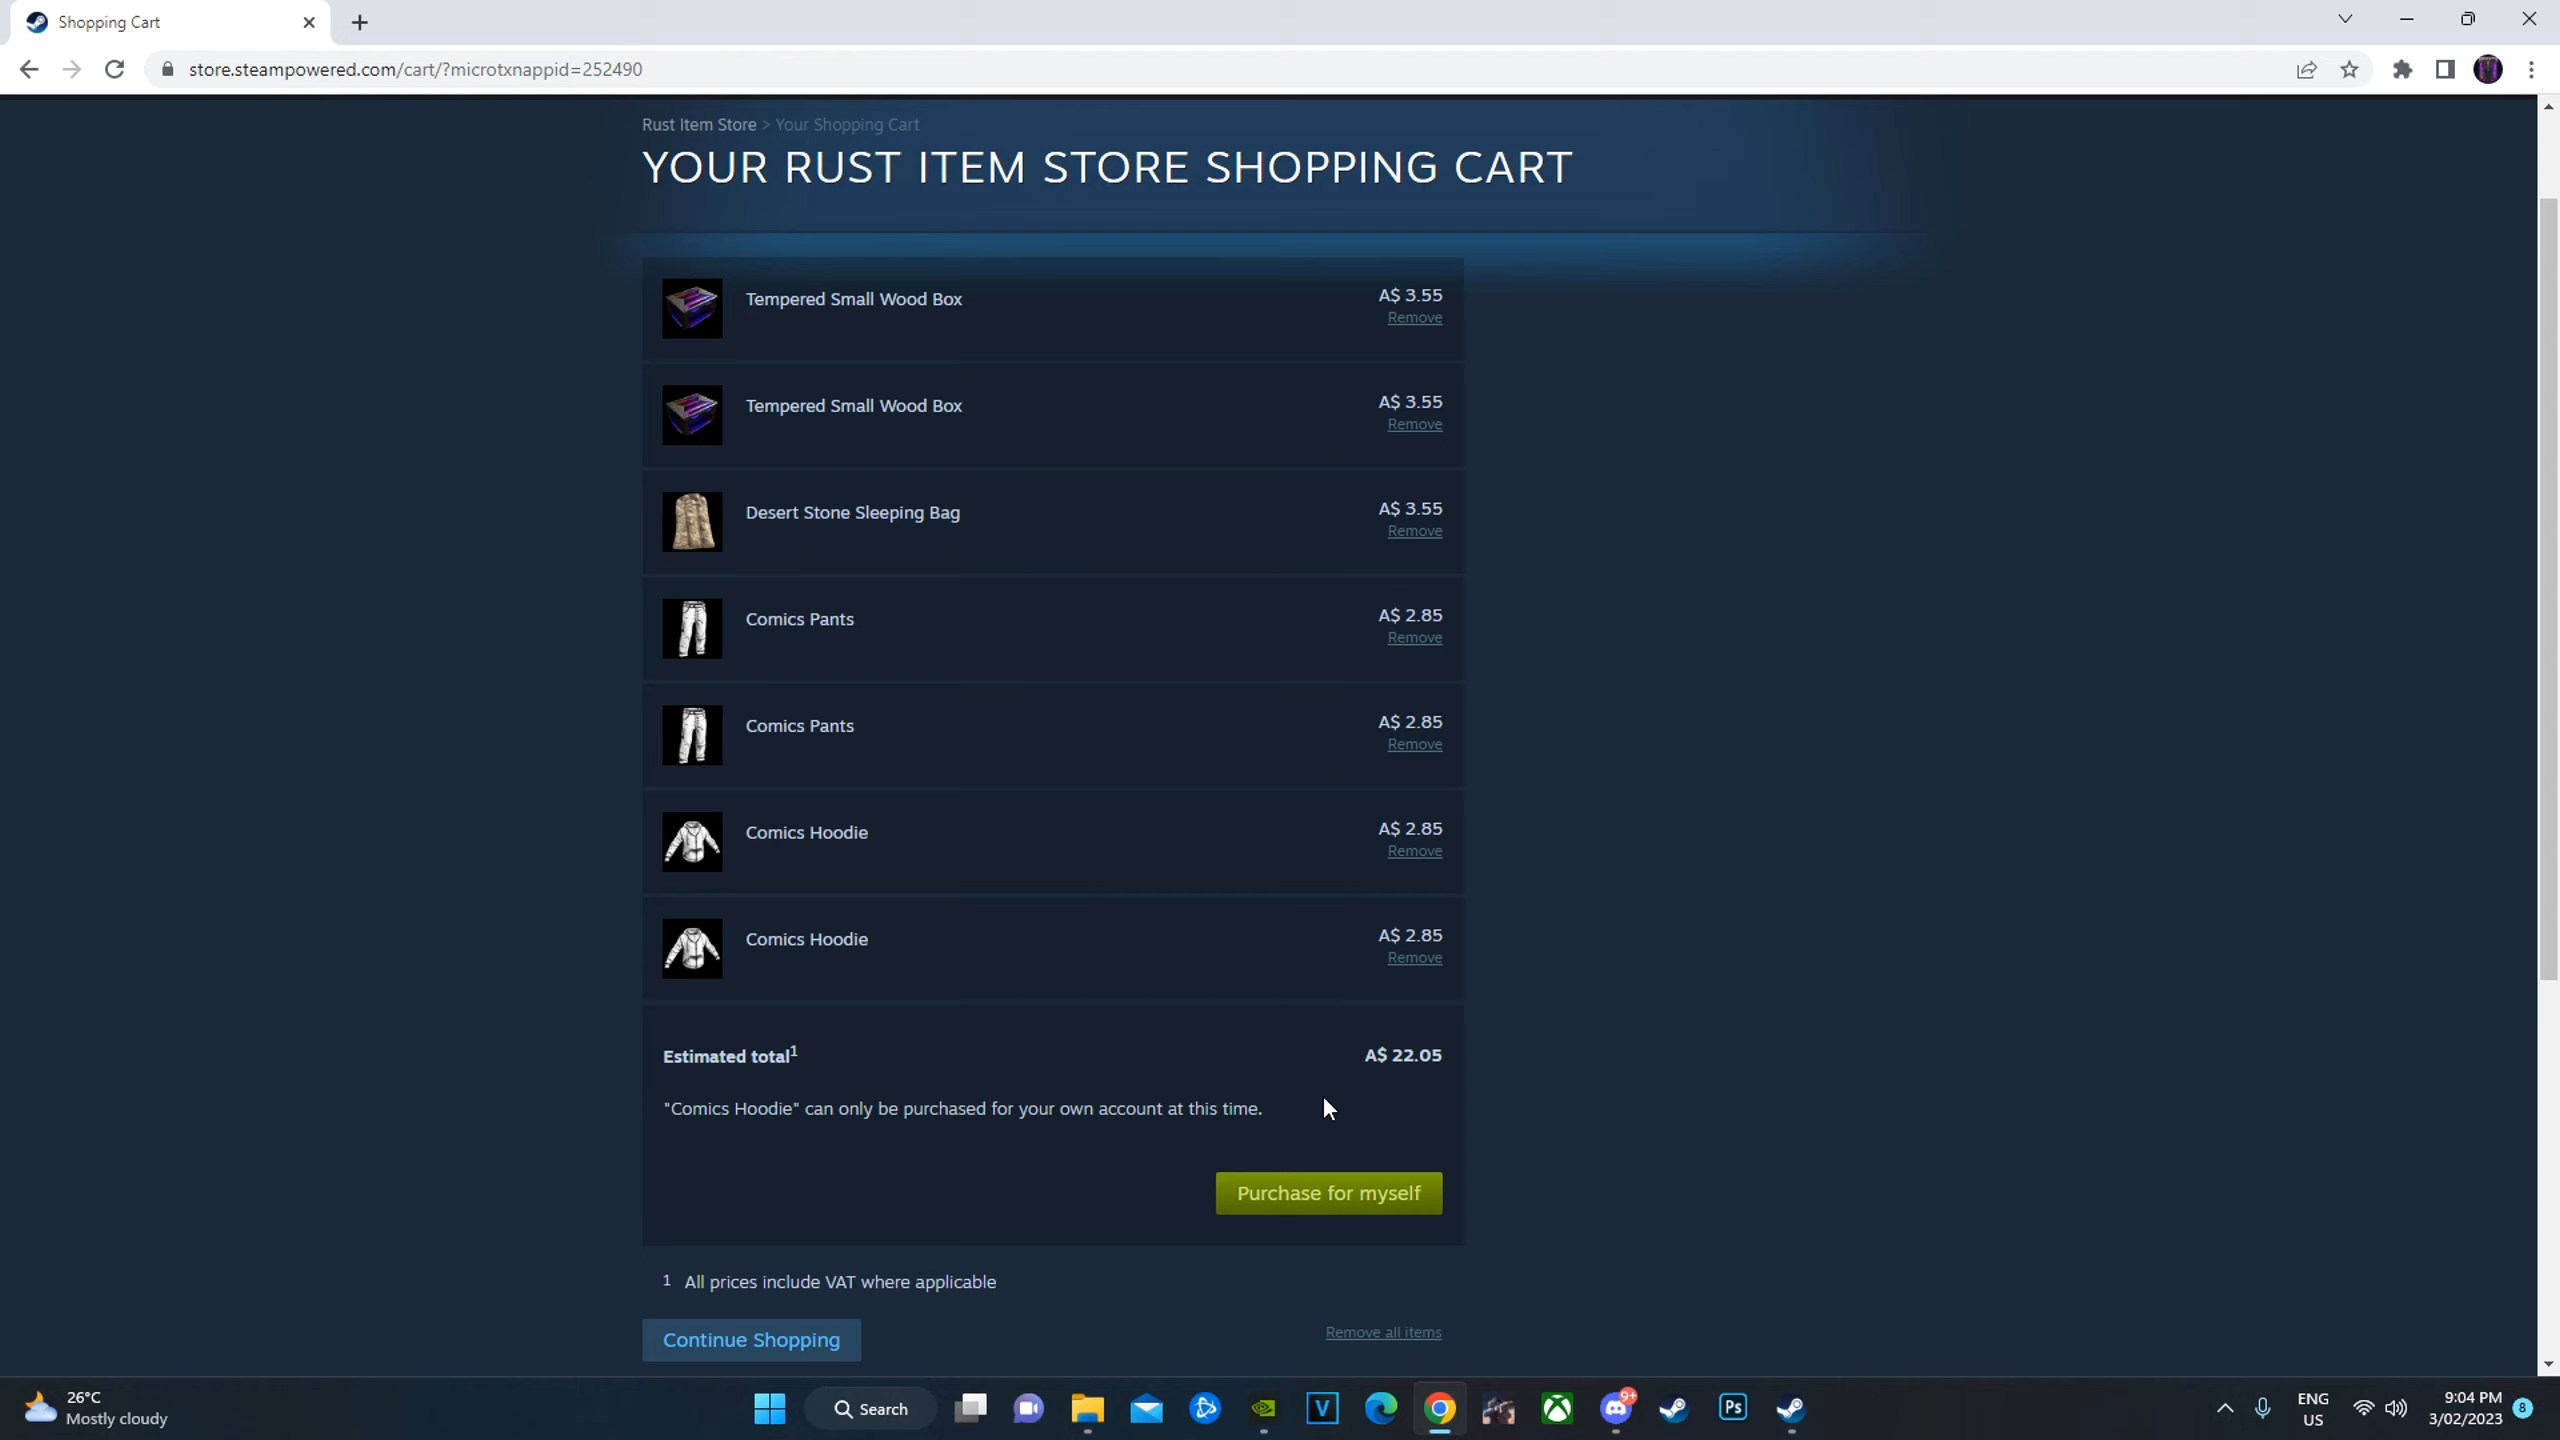 Shopping Cart
store.steampowered.com/cart/?microtxnappid=252490
Rust Item Store > Your Shopping Cart
YOUR RUST ITEM STORE SHOPPING CART
Tempered Small Wood Box
A$ 3.55
Remove
Tempered Small Wood Box
A$ 3.55
Remove
Desert Stone Sleeping Bag
A$ 3.55
Remove
Comics Pants
A$ 2.85
Remove
Comics Pants
A$ 2.85
Remove
Comics Hoodie
A$ 2.85
Remove
Comics Hoodie
A$ 2.85
Remove
Estimated total¹ A$ 22.05
"Comics Hoodie" can only be purchased for your own account at this time.
Purchase for myself
1 All prices include VAT where applicable
Continue Shopping
Remove all items
26°C
Mostly cloudy
Search
V
9+
Ps
ENG
US
9:04 PM
3/02/2023
8